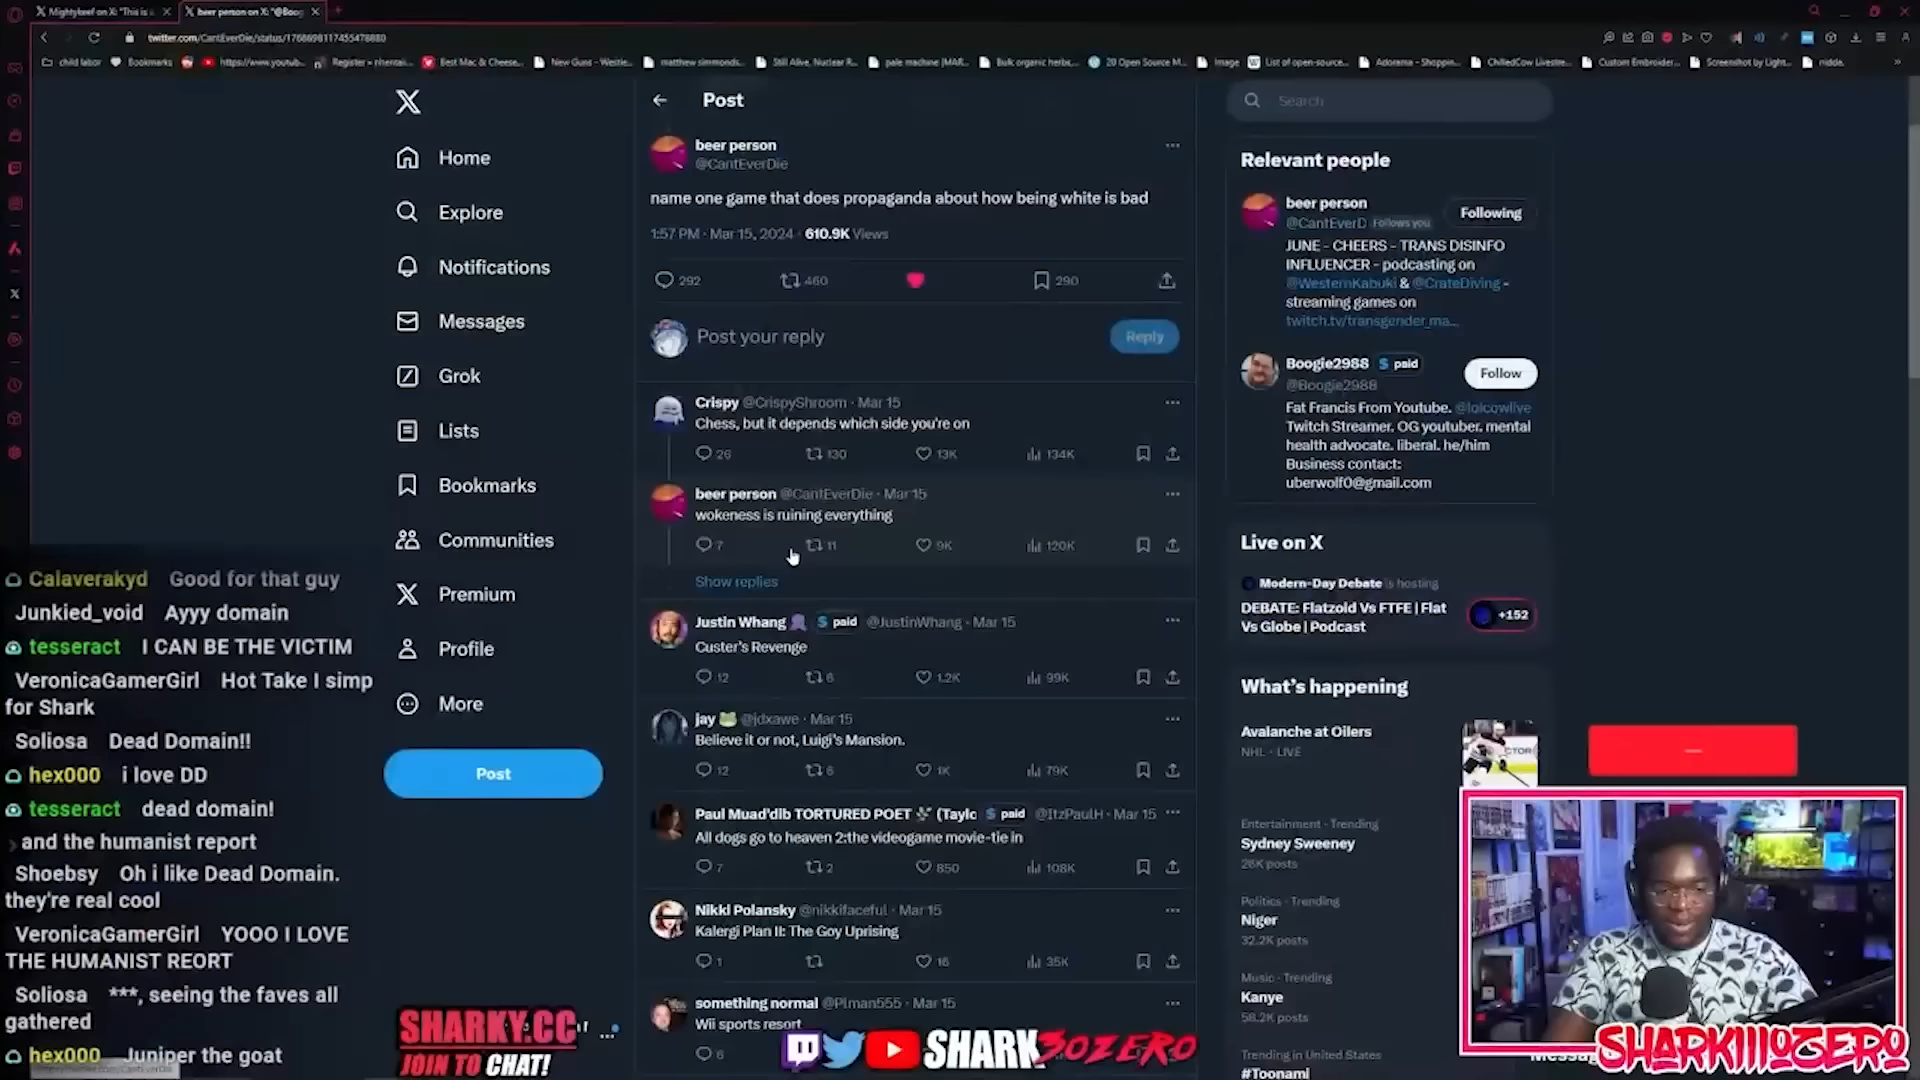 Mightykeef on X: "This is
beer person on X: "@Boog
twitter.com/CantEverDie/status/1768698117455478880
child labor
Bookmarks
https://www.youtub...
Register – nhentai...
Best Mac & Cheese...
New Guns - Westie...
matthew simmonds...
Still Alive, Nuclear R...
pale machine [MAR...
Bulk organic herbs,...
20 Open Source M...
Image
List of open-source...
Adorama - Shoppin...
ChilledCow Livestre...
Custom Embroider...
Screenshot by Light...
Post
Search
beer person
@CantEverDie
name one game that does propaganda about how being white is bad
1:57 PM · Mar 15, 2024 · 610.9K Views
292
460
290
Post your reply
Reply
Crispy @CrispyShroom · Mar 15
Chess, but it depends which side you're on
26
130
13K
134K
beer person @CantEverDie · Mar 15
wokeness is ruining everything
7
11
9K
120K
Show replies
Justin Whang paid @JustinWhang · Mar 15
Custer's Revenge
12
6
1.2K
99K
jay @jdxawe · Mar 15
Believe it or not, Luigi's Mansion.
12
6
1K
79K
Paul Muad'dib TORTURED POET (Taylc paid @ItzPaulH · Mar 15
All dogs go to heaven 2:the videogame movie-tie in
7
2
850
108K
Nikki Polansky @nikkifaceful · Mar 15
Kalergi Plan II: The Goy Uprising
1
16
35K
something normal @Plman555 · Mar 15
Wii sports resort
6
Home
Explore
Notifications
Messages
Grok
Lists
Bookmarks
Communities
Premium
Profile
More
Post
Relevant people
beer person
@CantEverD Follows you
Following
JUNE - CHEERS - TRANS DISINFO
INFLUENCER - podcasting on
@WesternKabuki & @CrateDiving -
streaming games on
twitch.tv/transgender_ma...
Boogie2988 paid
@Boogie2988
Follow
Fat Francis From Youtube. @lolcowlive
Twitch Streamer. OG youtuber. mental
health advocate. liberal. he/him
Business contact:
uberwolf0@gmail.com
Live on X
Modern-Day Debate is hosting
DEBATE: Flatzoid Vs FTFE | Flat
Vs Globe | Podcast
+152
What's happening
Avalanche at Oilers
NHL · LIVE
Entertainment · Trending
Sydney Sweeney
26K posts
Politics · Trending
Niger
32.2K posts
Music · Trending
Kanye
58.2K posts
Trending in United States
#Toonami
Calaverakyd Good for that guy
Junkied_void Ayyy domain
tesseract I CAN BE THE VICTIM
VeronicaGamerGirl Hot Take I simp
for Shark
Soliosa Dead Domain!!
hex000 i love DD
tesseract dead domain!
and the humanist report
Shoebsy Oh i like Dead Domain.
they're real cool
VeronicaGamerGirl YOOO I LOVE
THE HUMANIST REORT
Soliosa ***, seeing the faves all
gathered
hex000 Juniper the goat
SHARKY.CC
JOIN TO CHAT!
SHARK3OZERO
SHARKIIIOZERO